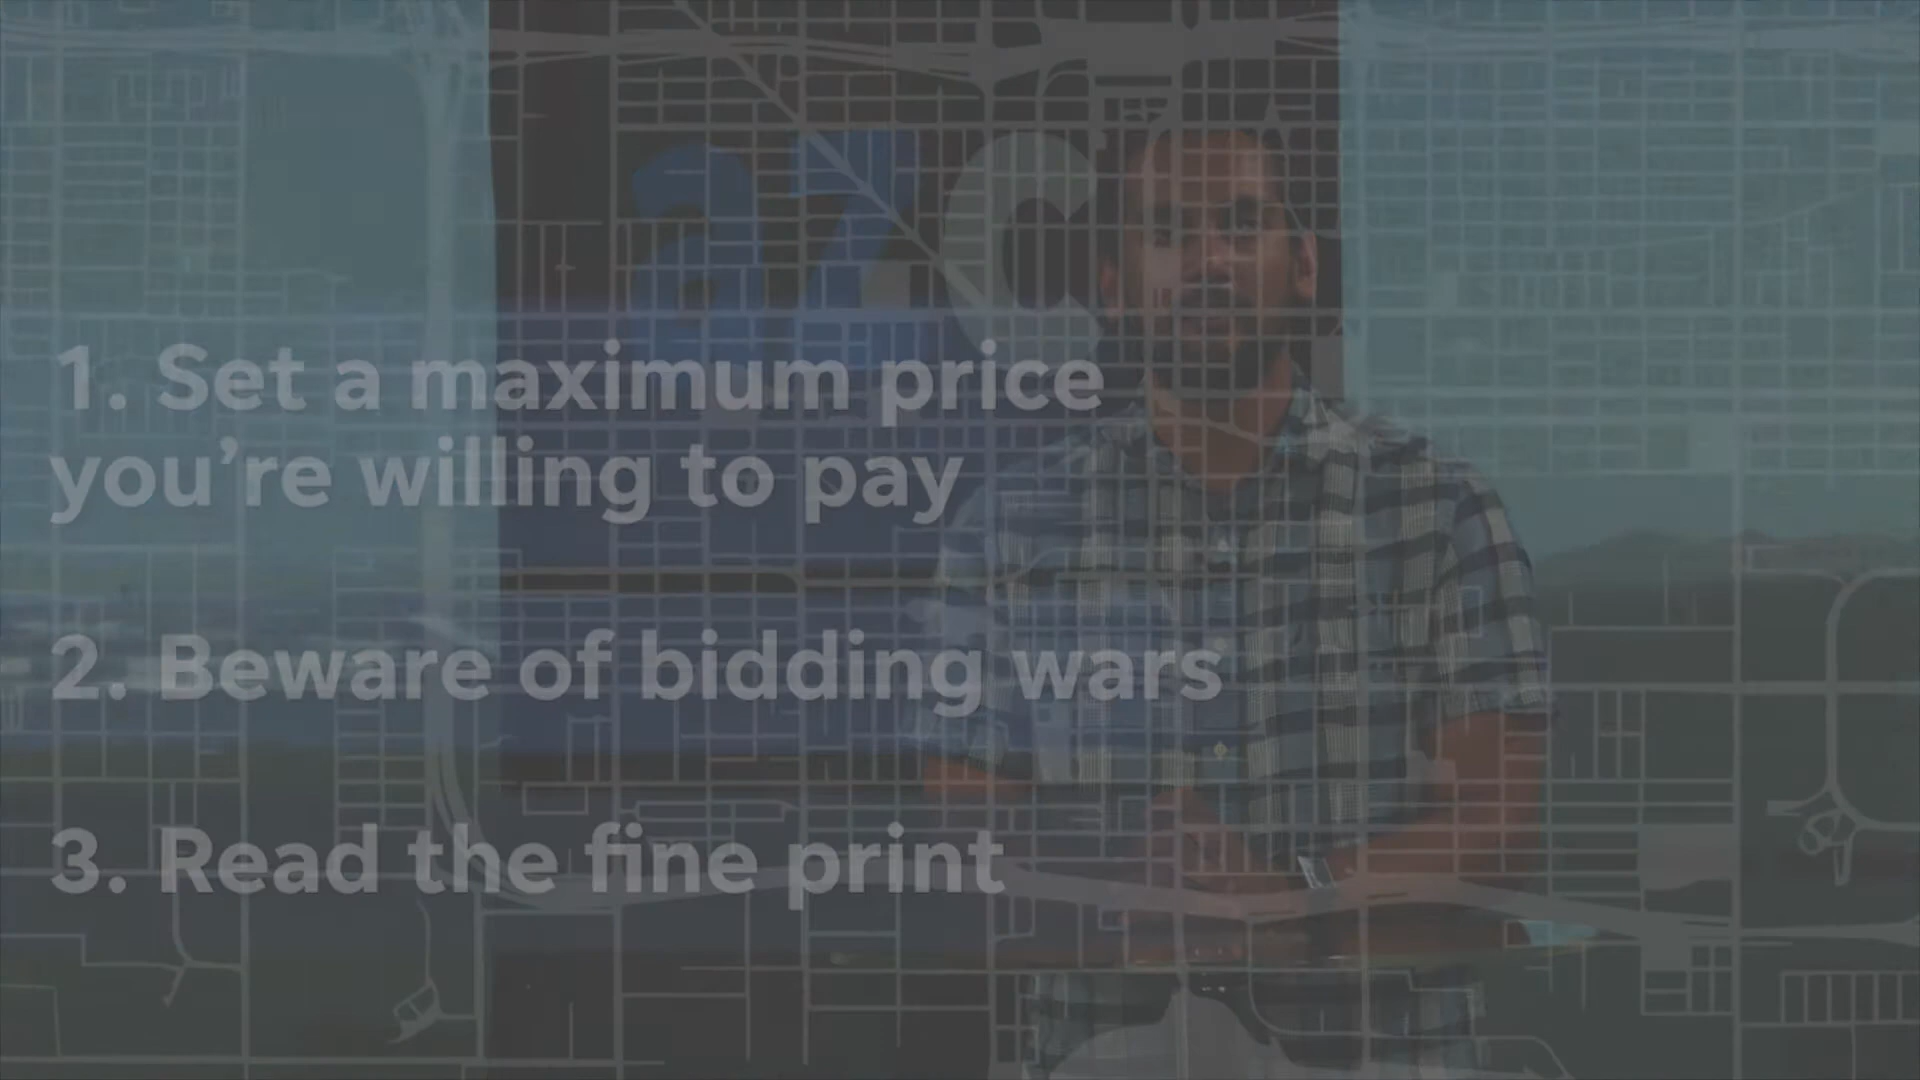 az
1. Set a maximum price
you’re willing to pay
2. Beware of bidding wars
3. Read the fine print